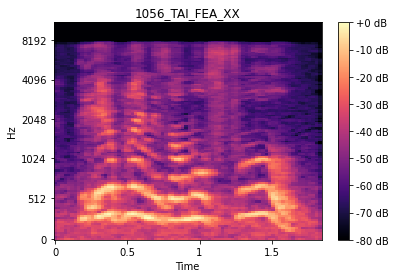 1056_TAI_FEA_XX
+0 dB
8192
-10 dB
4096
-20 dB
-30 dB
2048
Hz
-40 dB
1024
-50 dB
512
-60 dB
-70 dB
0
-80 dB
0
0.5
1
1.5
Time